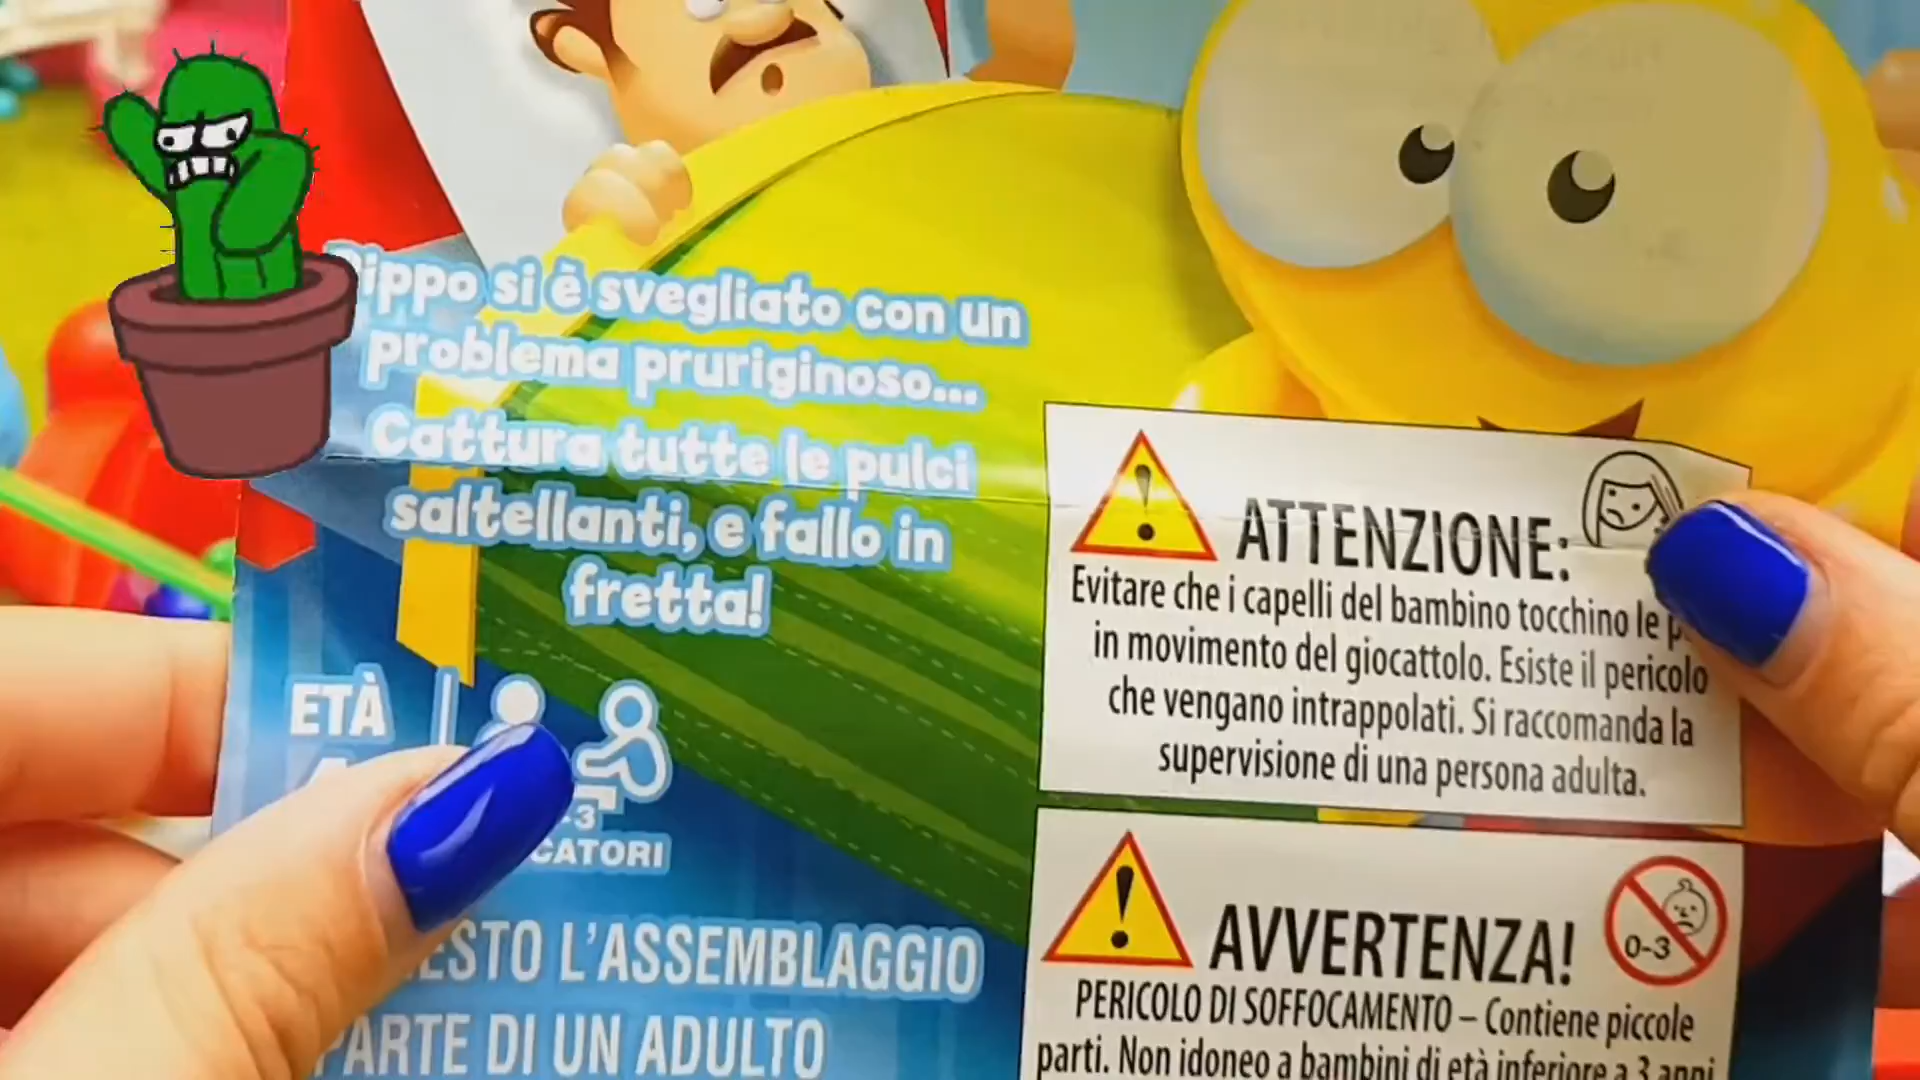 si è svegliato con un
problema pruriginoso...
Cattura tutte le pulci
saltellanti, e fallo in
fretta!
ETÀ
L'ASSEMBLAGGIO
PARTE DI UN ADULTO
ATTENZIONE:
Evitare che i capelli del bambino tocchino le
in movimento del giocattolo. Esiste il pericolo
che vengano intrappolati. Si raccomanda la
supervisione di una persona adulta.
AVVERTENZA!
0-3
PERICOLO DI SOFFOCAMENTO – Contiene piccole
parti. Non idoneo a bambini di età inferiore a 3 anni